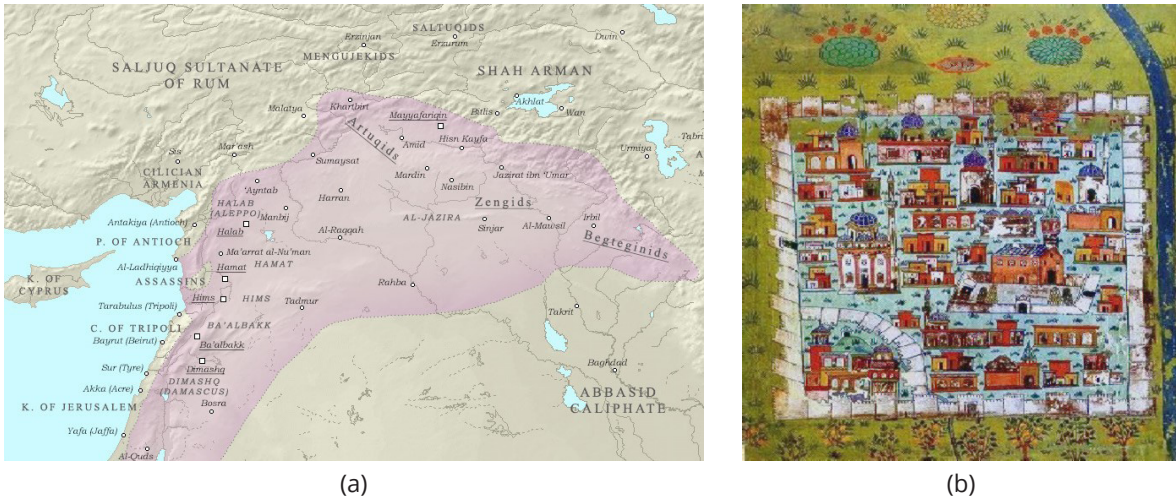 SALTUQIDS
Erzinjan
Erzurum
Dwin
MENGUJEKIDS
SALJUQ SULTANATE
OF RUM
SHAH ARMAN
Akhlat
Khartbirt
Malatya
Mayyafariqin
Bitlis
Wan
Artuqids
Amid
Hisn Kayfa
Mar'ash
Sis
Urmiya
Sumaysat
CILICIAN
ARMENIA
Mardin
Jazirat ibn 'Umar
Nasibin
'Ayntab
Harran
HALAB
(ALEPPO)
Manbij
Zengids
AL-JAZIRA
Antakiya (Antioch)
Halab
Sinjar
Al-Mawsil
Irbil
P. OF ANTIOCH
Al-Raqqah
Begteginids
Ma'arrat al-Nu'man
Al-Ladhiqiyya
Hamat
HAMAT
K. OF
CYPRUS
ASSASSINS
Rahba
Hims
HIMS
Tadmur
Tarabulus (Tripoli)
Takrit
C. OF TRIPOLI
BA'ALBAKK
Bayrut (Beirut)
Ba'albakk
Sur (Tyre)
Dimashq
Baghdad
Akka (Acre)
DIMASHQ
(DAMASCUS)
ABBASID
CALIPHATE
K. OF JERUSALEM
Bosra
Yafa (Jaffa)
Al-Quds
(a)
(b)